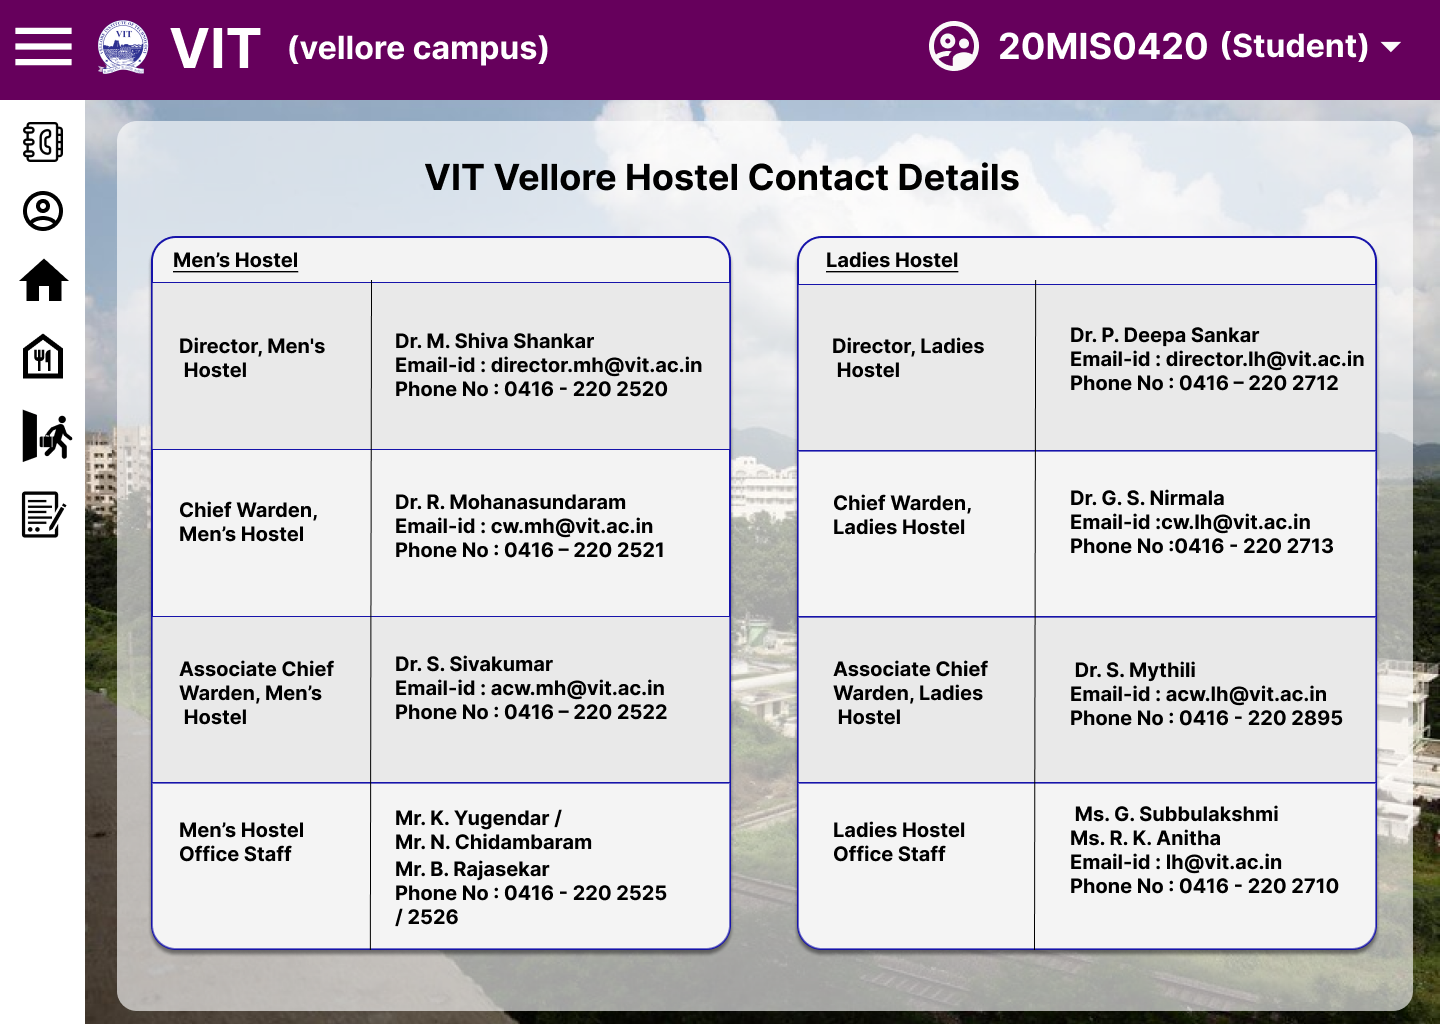 VIT (vellore campus)
20MIS0420 (Student)
VIT Vellore Hostel Contact Details
Men’s Hostel
Director, Men's
Hostel
Dr. M. Shiva Shankar
Email-id : director.mh@vit.ac.in
Phone No : 0416 - 220 2520
Chief Warden,
Men’s Hostel
Dr. R. Mohanasundaram
Email-id : cw.mh@vit.ac.in
Phone No : 0416 – 220 2521
Associate Chief
Warden, Men’s
Hostel
Dr. S. Sivakumar
Email-id : acw.mh@vit.ac.in
Phone No : 0416 – 220 2522
Men’s Hostel
Office Staff
Mr. K. Yugendar /
Mr. N. Chidambaram
Mr. B. Rajasekar
Phone No : 0416 - 220 2525
/ 2526
Ladies Hostel
Director, Ladies
Hostel
Dr. P. Deepa Sankar
Email-id : director.lh@vit.ac.in
Phone No : 0416 – 220 2712
Chief Warden,
Ladies Hostel
Dr. G. S. Nirmala
Email-id :cw.lh@vit.ac.in
Phone No :0416 - 220 2713
Associate Chief
Warden, Ladies
Hostel
Dr. S. Mythili
Email-id : acw.lh@vit.ac.in
Phone No : 0416 - 220 2895
Ladies Hostel
Office Staff
Ms. G. Subbulakshmi
Ms. R. K. Anitha
Email-id : lh@vit.ac.in
Phone No : 0416 - 220 2710